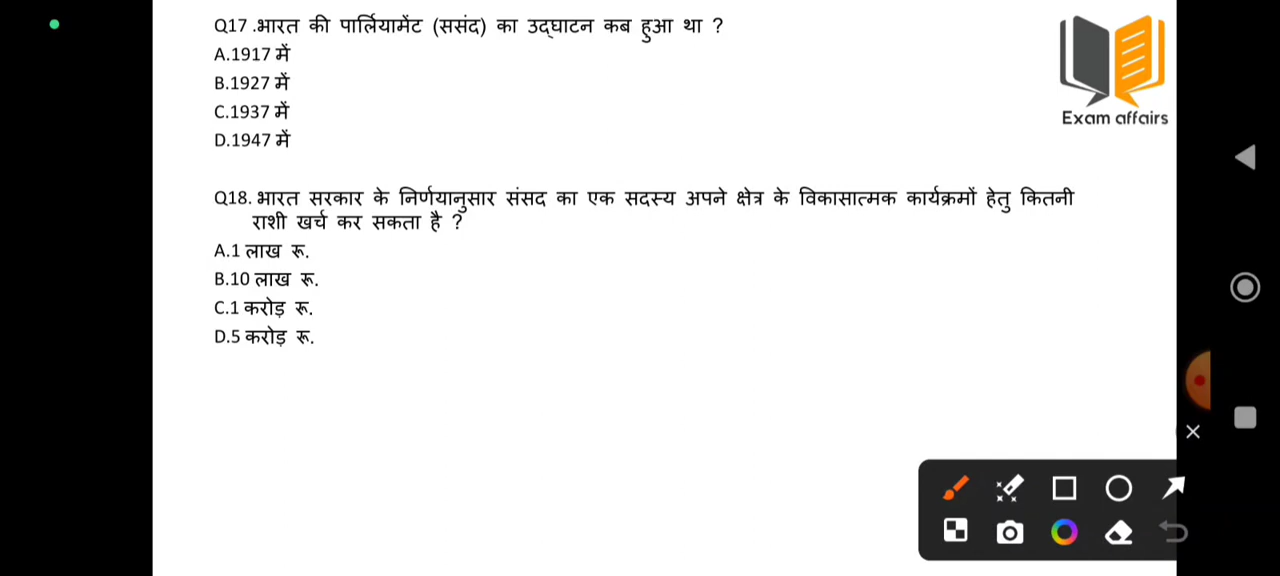 Q17 .भारत की पार्लियामेंट (ससंद) का उद्घाटन कब हुआ था ?
A.1917 में
B.1927 में
C.1937 में
D.1947 में
Exam affairs
Q18. भारत सरकार के निर्णयानुसार संसद का एक सदस्य अपने क्षेत्र के विकासात्मक कार्यक्रमों हेतु कितनी
राशी खर्च कर सकता है ?
A.1 लाख रू.
B.10 लाख रू.
C.1 करोड़ रू.
D.5 करोड़ रू.